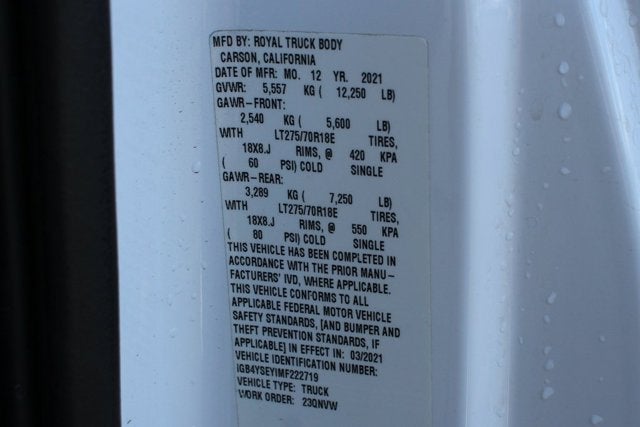 MFD BY: ROYAL TRUCK BODY
CARSON, CALIFORNIA
DATE OF MFR: MO. 12 YR. 2021
GVWR: 5,557 KG ( 12,250 LB)
GAWR-FRONT:
2,540 KG ( 5,600 LB)
WITH LT275/70R18E TIRES,
18X8.J RIMS, @ 420 KPA
( 60 PSI) COLD SINGLE
GAWR-REAR:
3,289 KG ( 7,250 LB)
WITH LT275/70R18E TIRES,
18X8.J RIMS, @ 550 KPA
( 80 PSI) COLD SINGLE
THIS VEHICLE HAS BEEN COMPLETED IN
ACCORDANCE WITH THE PRIOR MANU-
FACTURERS' IVD, WHERE APPLICABLE.
THIS VEHICLE CONFORMS TO ALL
APPLICABLE FEDERAL MOTOR VEHICLE
SAFETY STANDARDS, [AND BUMPER AND
THEFT PREVENTION STANDARDS, IF
APPLICABLE] IN EFFECT IN: 03/2021
VEHICLE IDENTIFICATION NUMBER:
IGB4YSEYIMF222719
VEHICLE TYPE: TRUCK
WORK ORDER: 23QNVW